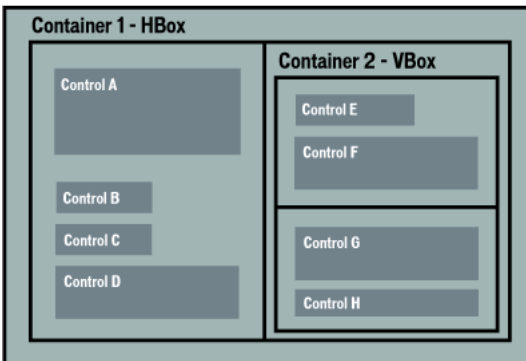 Container 1 - HBox
Control A
Control B
Control C
Control D
Container 2 - VBox
Control E
Control F
Control G
Control H